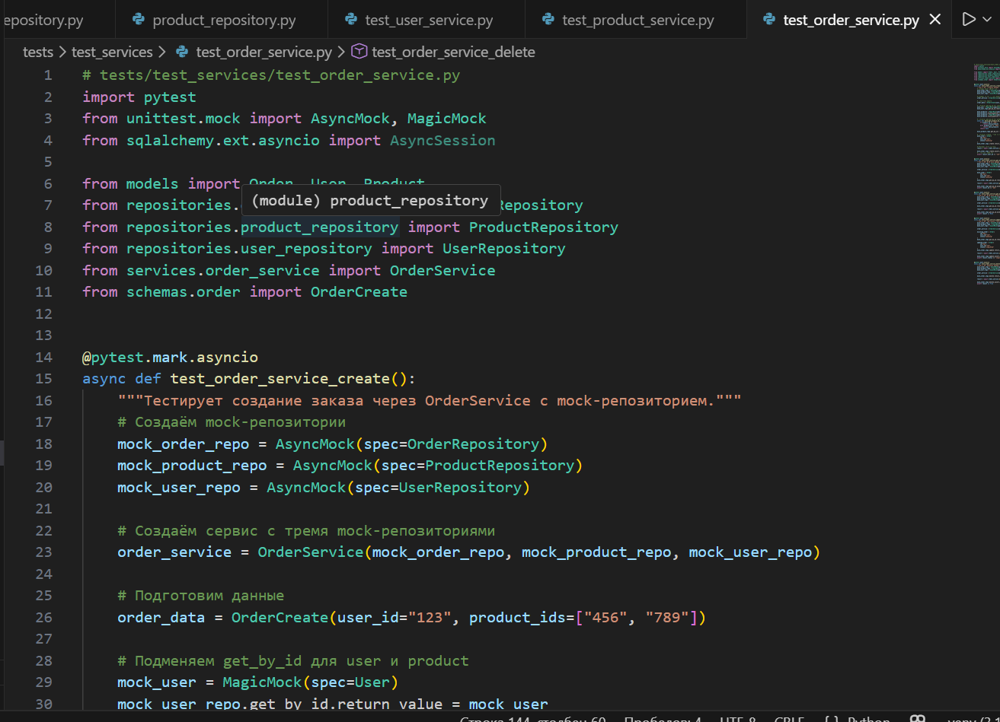 epository.py product_repository.py test_user_service.py test_product_service.py test_order_service.py
tests > test_services > test_order_service.py > test_order_service_delete
1 # tests/test_services/test_order_service.py
2 import pytest
3 from unittest.mock import AsyncMock, MagicMock
4 from sqlalchemy.ext.asyncio import AsyncSession
5
6 from models import Order, User, Product
(module) product_repository
7 from repositories. Repository
8 from repositories.product_repository import ProductRepository
9 from repositories.user_repository import UserRepository
10 from services.order_service import OrderService
11 from schemas.order import OrderCreate
12
13
14 @pytest.mark.asyncio
15 async def test_order_service_create():
16 """Тестирует создание заказа через OrderService с mock-репозиторием."""
17 # Создаём mock-репозитории
18 mock_order_repo = AsyncMock(spec=OrderRepository)
19 mock_product_repo = AsyncMock(spec=ProductRepository)
20 mock_user_repo = AsyncMock(spec=UserRepository)
21
22 # Создаём сервис с тремя mock-репозиториями
23 order_service = OrderService(mock_order_repo, mock_product_repo, mock_user_repo)
24
25 # Подготовим данные
26 order_data = OrderCreate(user_id="123", product_ids=["456", "789"])
27
28 # Подменяем get_by_id для user и product
29 mock_user = MagicMock(spec=User)
30 mock_user_repo.get_by_id.return_value = mock_user
Строка 144, столбец 60 Пробелов: 4 UTF-8 CRLF { } Python